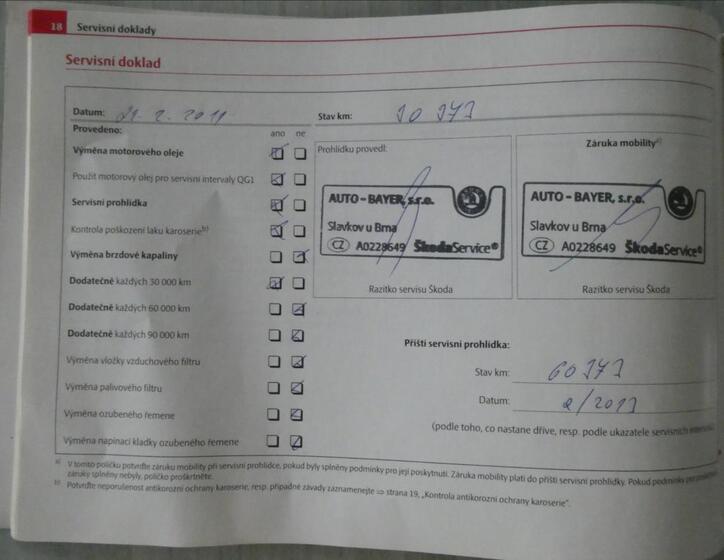 18 Servisní doklady
Servisní doklad
Datum: 21. 2. 2011 Stav km: 30 373
Provedeno: ano ne
Výměna motorového oleje
Použit motorový olej pro servisní intervaly QG1
Servisní prohlídka
Kontrola poškození laku karoserie b)
Výměna brzdové kapaliny
Dodatečně každých 30 000 km
Dodatečně každých 60 000 km
Dodatečně každých 90 000 km
Výměna vložky vzduchového filtru
Výměna palivového filtru
Výměna ozubeného řemene
Výměna napínací kladky ozubeného řemene
Prohlídku provedl:
AUTO - BAYER, s.r.o.
Slavkov u Brna
CZ A0228649 ŠkodaService®
Razítko servisu Škoda
Záruka mobility a)
AUTO - BAYER, s.r.o.
Slavkov u Brna
CZ A0228649 ŠkodaService®
Razítko servisu Škoda
Příští servisní prohlídka:
Stav km: 60 373
Datum: 2/2013
(podle toho, co nastane dříve, resp. podle ukazatele servisních
a) V tomto políčku potvrďte záruku mobility při servisní prohlídce, pokud byly splněny podmínky pro její poskytnutí. Záruka mobility platí do příští servisní prohlídky. Pokud podmínky pro
záruky splněny nebyly, políčko proškrtněte.
b) Potvrďte neporušenost antikorozní ochrany karoserie, resp. případné závady zaznamenejte ⇒ strana 19, „Kontrola antikorozní ochrany karoserie".